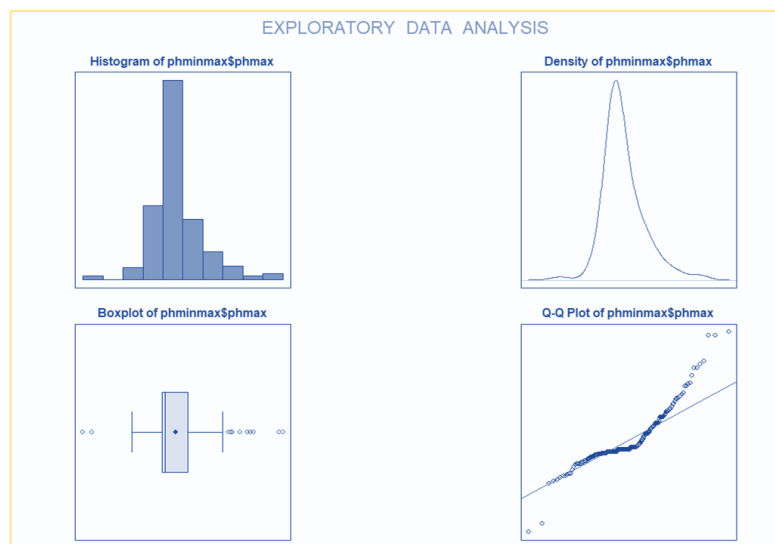 EXPLORATORY DATA ANALYSIS
Histogram of phminmax$phmax
Density of phminmax$phmax
Boxplot of phminmax$phmax
Q-Q Plot of phminmax$phmax